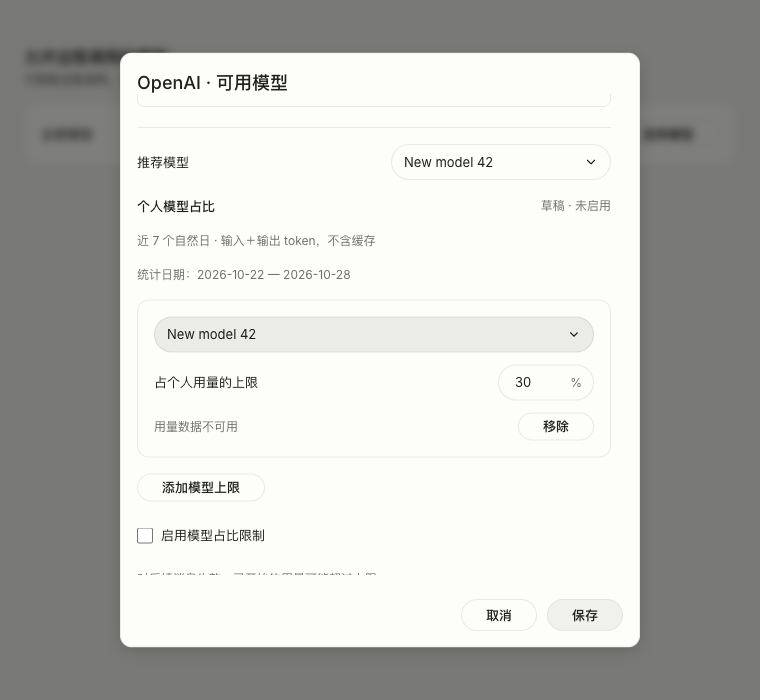 OpenAI · 可用模型
推荐模型
New model 42
个人模型占比
草稿 · 未启用
近 7 个自然日 · 输入＋输出 token，不含缓存
统计日期：2026-10-22 — 2026-10-28
New model 42
占个人用量的上限
30 %
用量数据不可用
移除
添加模型上限
启用模型占比限制
取消
保存